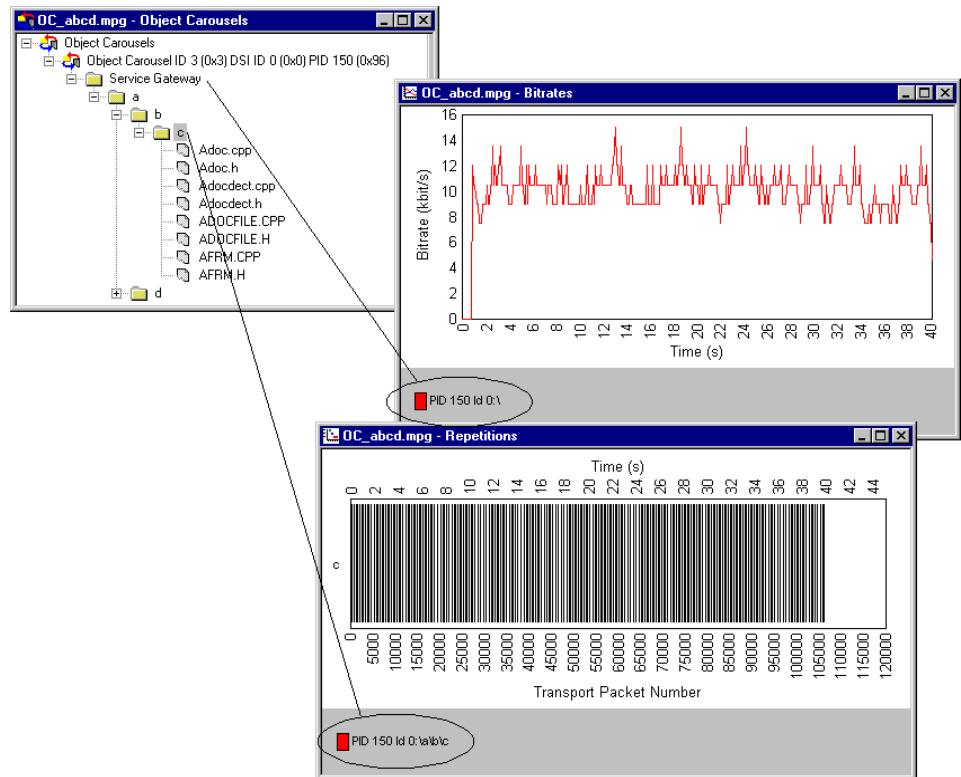 OC_abcd.mpg - Object Carousels
Object Carousels
Object Carousel ID 3 (0x3) DSI ID 0 (0x0) PID 150 (0x96)
Service Gateway
a
b
c
Adoc.cpp
Adoc.h
Adocdect.cpp
Adocdect.h
ADOCFILE.CPP
ADOCFILE.H
AFRM.CPP
AFRM.H
d
OC_abcd.mpg - Bitrates
Bitrate (kbit/s)
16
14
12
10
8
6
4
2
0
0 2 4 6 8 10 12 14 16 18 20 22 24 26 28 30 32 34 36 38 40
Time (s)
PID 150 Id 0:\
OC_abcd.mpg - Repetitions
Time (s)
0 2 4 6 8 10 12 14 16 18 20 22 24 26 28 30 32 34 36 38 40 42 44
c
0 5000 10000 15000 20000 25000 30000 35000 40000 45000 50000 55000 60000 65000 70000 75000 80000 85000 90000 95000 100000 105000 110000 115000 120000
Transport Packet Number
PID 150 Id 0:\a\b\c